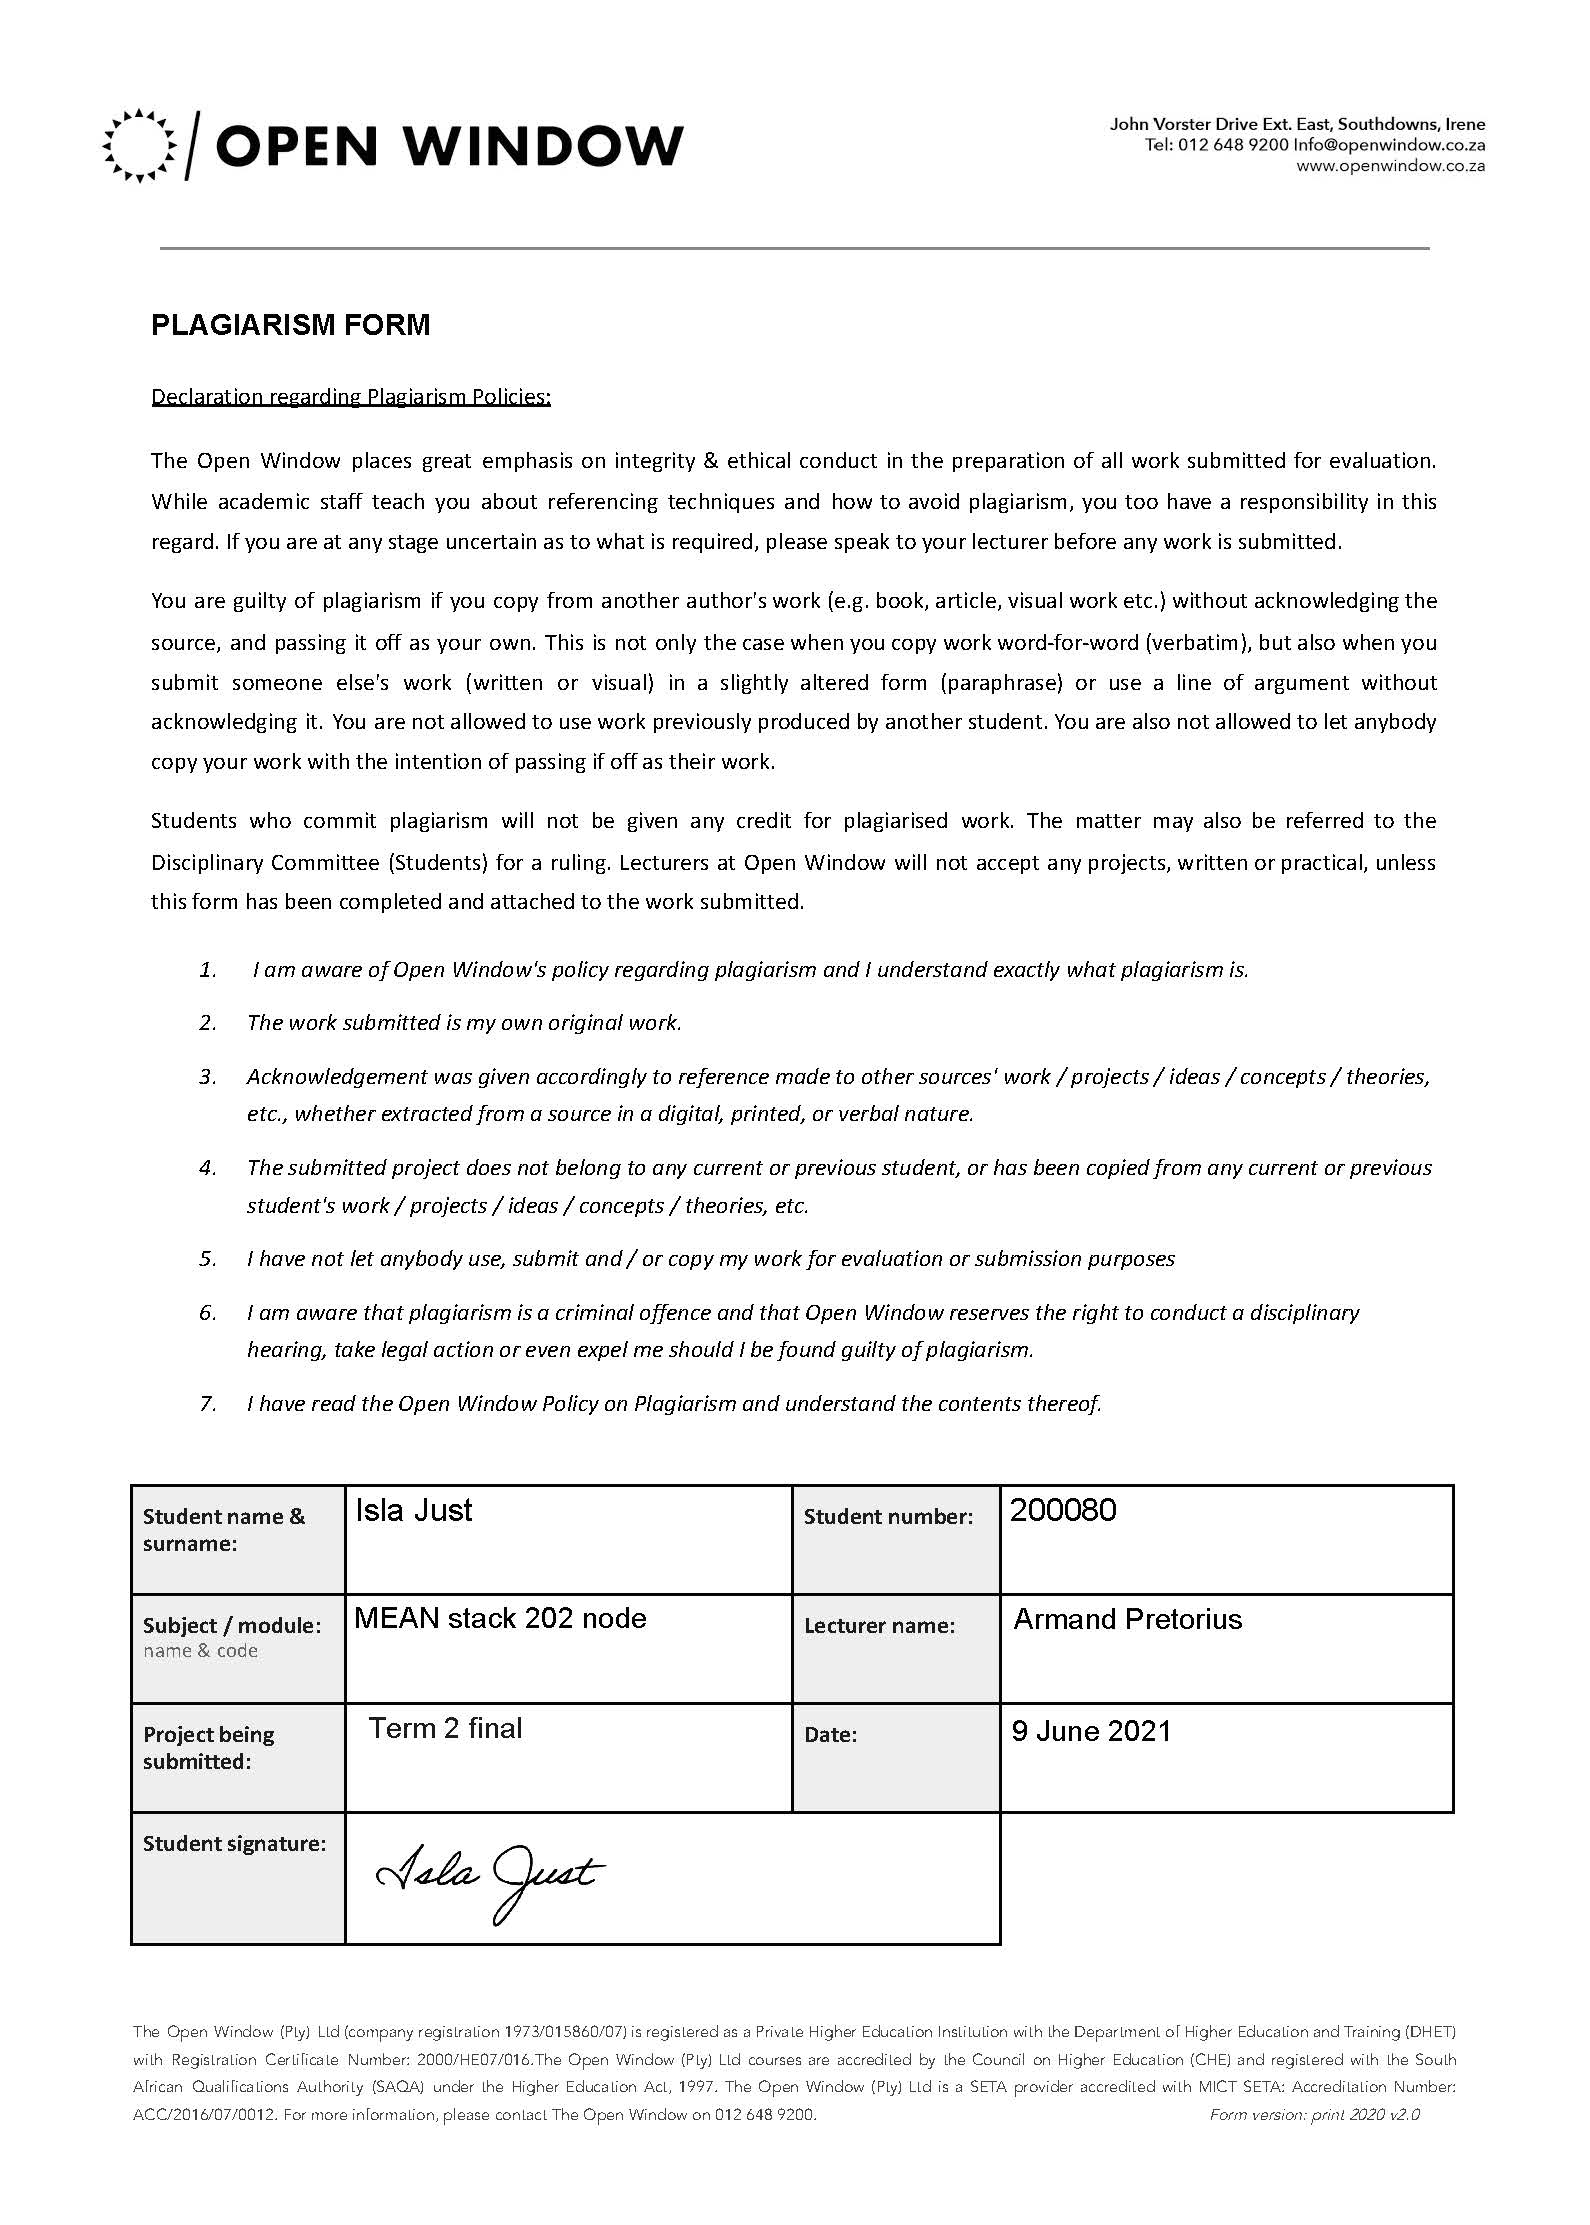 OPEN WINDOW
John Vorster Drive Ext. East, Southdowns, Irene
Tel: 012 648 9200 Info@openwindow.co.za
www.openwindow.co.za
PLAGIARISM FORM
Declaration regarding Plagiarism Policies:
The Open Window places great emphasis on integrity & ethical conduct in the preparation of all work submitted for evaluation.
While academic staff teach you about referencing techniques and how to avoid plagiarism, you too have a responsibility in this
regard. If you are at any stage uncertain as to what is required, please speak to your lecturer before any work is submitted.
You are guilty of plagiarism if you copy from another author's work (e.g. book, article, visual work etc.) without acknowledging the
source, and passing it off as your own. This is not only the case when you copy work word-for-word (verbatim), but also when you
submit someone else's work (written or visual) in a slightly altered form (paraphrase) or use a line of argument without
acknowledging it. You are not allowed to use work previously produced by another student. You are also not allowed to let anybody
copy your work with the intention of passing if off as their work.
Students who commit plagiarism will not be given any credit for plagiarised work. The matter may also be referred to the
Disciplinary Committee (Students) for a ruling. Lecturers at Open Window will not accept any projects, written or practical, unless
this form has been completed and attached to the work submitted.
1. I am aware of Open Window's policy regarding plagiarism and I understand exactly what plagiarism is.
2. The work submitted is my own original work.
3. Acknowledgement was given accordingly to reference made to other sources' work / projects / ideas / concepts / theories,
etc., whether extracted from a source in a digital, printed, or verbal nature.
4. The submitted project does not belong to any current or previous student, or has been copied from any current or previous
student's work / projects / ideas / concepts / theories, etc.
5. I have not let anybody use, submit and / or copy my work for evaluation or submission purposes
6. I am aware that plagiarism is a criminal offence and that Open Window reserves the right to conduct a disciplinary
hearing, take legal action or even expel me should I be found guilty of plagiarism.
7. I have read the Open Window Policy on Plagiarism and understand the contents thereof.
Student name &
surname:
Isla Just
Student number:
200080
Subject / module:
name & code
MEAN stack 202 node
Lecturer name:
Armand Pretorius
Project being
submitted:
Term 2 final
Date:
9 June 2021
Student signature:
Isla Just
The Open Window (Pty) Ltd (company registration 1973/015860/07) is registered as a Private Higher Education Institution with the Department of Higher Education and Training (DHET)
with Registration Certificate Number: 2000/HE07/016.The Open Window (Pty) Ltd courses are accredited by the Council on Higher Education (CHE) and registered with the South
African Qualifications Authority (SAQA) under the Higher Education Act, 1997. The Open Window (Pty) Ltd is a SETA provider accredited with MICT SETA: Accreditation Number:
ACC/2016/07/0012. For more information, please contact The Open Window on 012 648 9200.
Form version: print 2020 v2.0